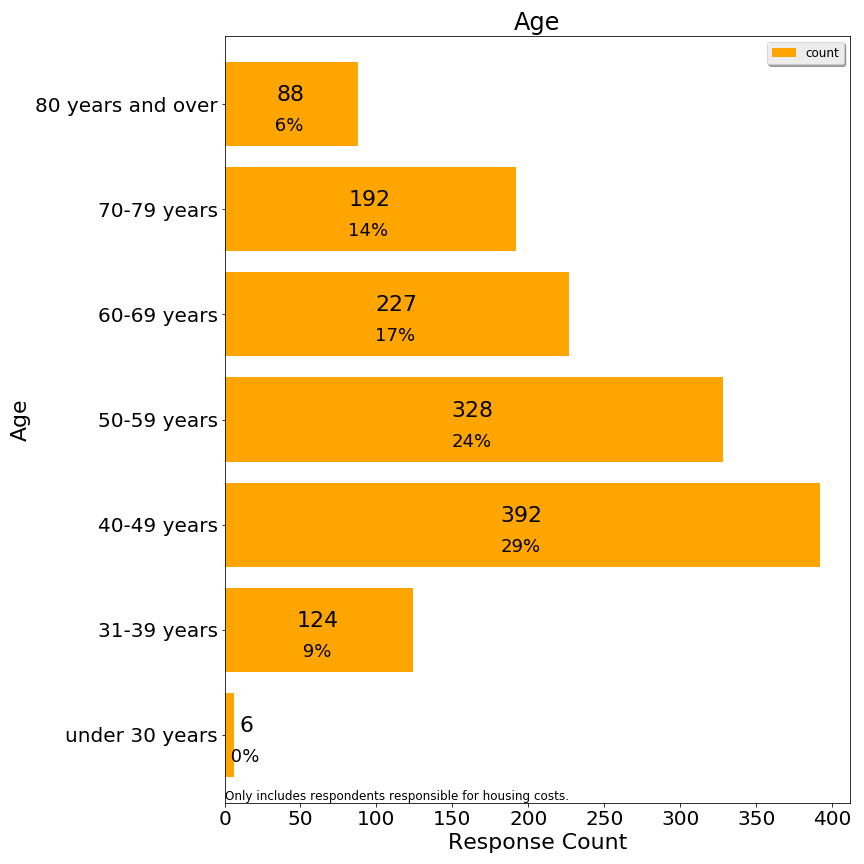 Age
count
80 years and over
88
6%
70-79 years
192
14%
60-69 years
227
17%
50-59 years
328
24%
40-49 years
392
29%
31-39 years
124
9%
under 30 years
6
0%
Age
Only includes respondents responsible for housing costs.
0 50 100 150 200 250 300 350 400
Response Count